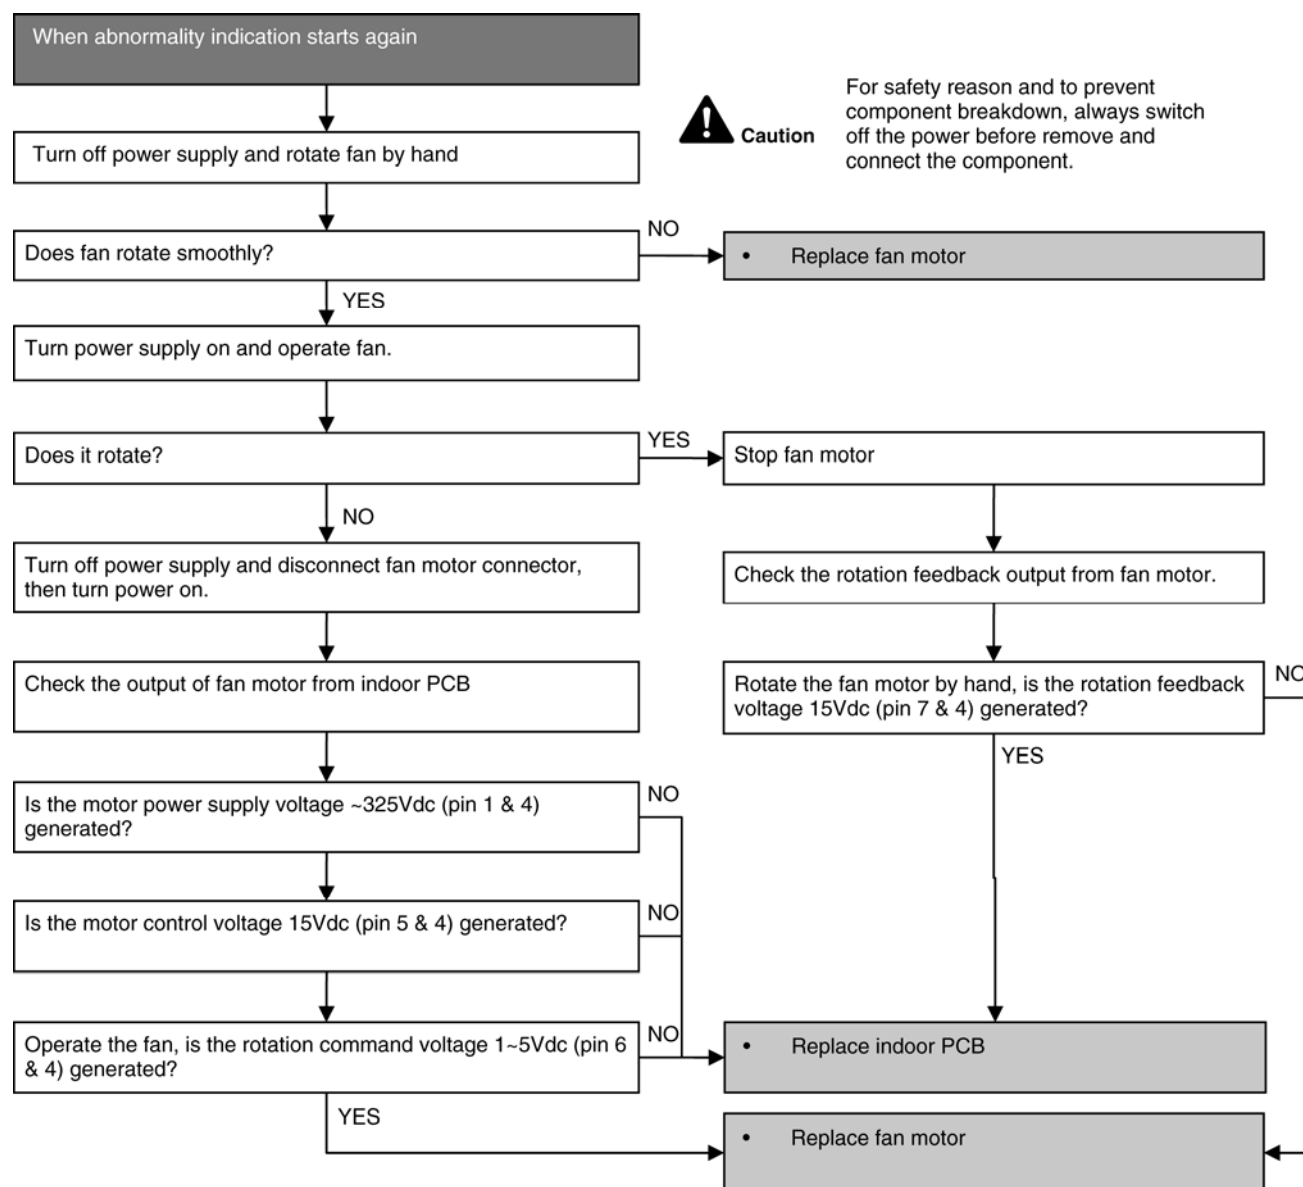 When abnormality indication starts again
For safety reason and to prevent
component breakdown, always switch
off the power before remove and
connect the component.
Caution
Turn off power supply and rotate fan by hand
Does fan rotate smoothly?
NO
• Replace fan motor
YES
Turn power supply on and operate fan.
Does it rotate?
YES
Stop fan motor
NO
Turn off power supply and disconnect fan motor connector,
then turn power on.
Check the rotation feedback output from fan motor.
Check the output of fan motor from indoor PCB
Rotate the fan motor by hand, is the rotation feedback
voltage 15Vdc (pin 7 & 4) generated?
NO
YES
Is the motor power supply voltage ~325Vdc (pin 1 & 4)
generated?
NO
Is the motor control voltage 15Vdc (pin 5 & 4) generated?
NO
Operate the fan, is the rotation command voltage 1~5Vdc (pin 6
& 4) generated?
NO
• Replace indoor PCB
YES
• Replace fan motor